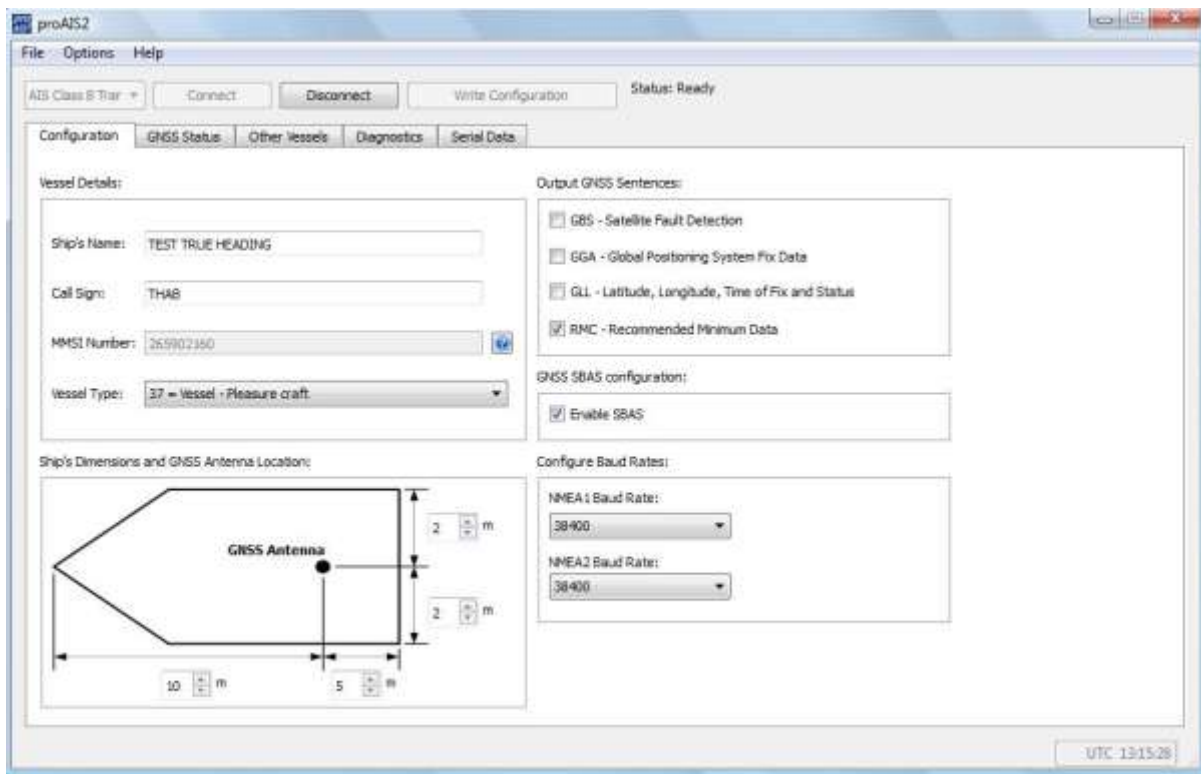 proAIS2
File Options Help
AIS Class B Tran Connect Disconnect Write Configuration Status: Ready
Configuration GNSS Status Other Vessels Diagnostics Serial Data
Vessel Details:
Ship's Name: TEST TRUE HEADING
Call Sign: THAB
MMSI Number: 265902160
Vessel Type: 37 = Vessel - Pleasure craft
Ship's Dimensions and GNSS Antenna Location:
GNSS Antenna
2 m
2 m
10 m 5 m
Output GNSS Sentences:
GBS - Satellite Fault Detection
GGA - Global Positioning System Fix Data
GLL - Latitude, Longitude, Time of Fix and Status
RMC - Recommended Minimum Data
GNSS SBAS configuration:
Enable SBAS
Configure Baud Rates:
NMEA1 Baud Rate:
38400
NMEA2 Baud Rate:
38400
UTC 13:15:28